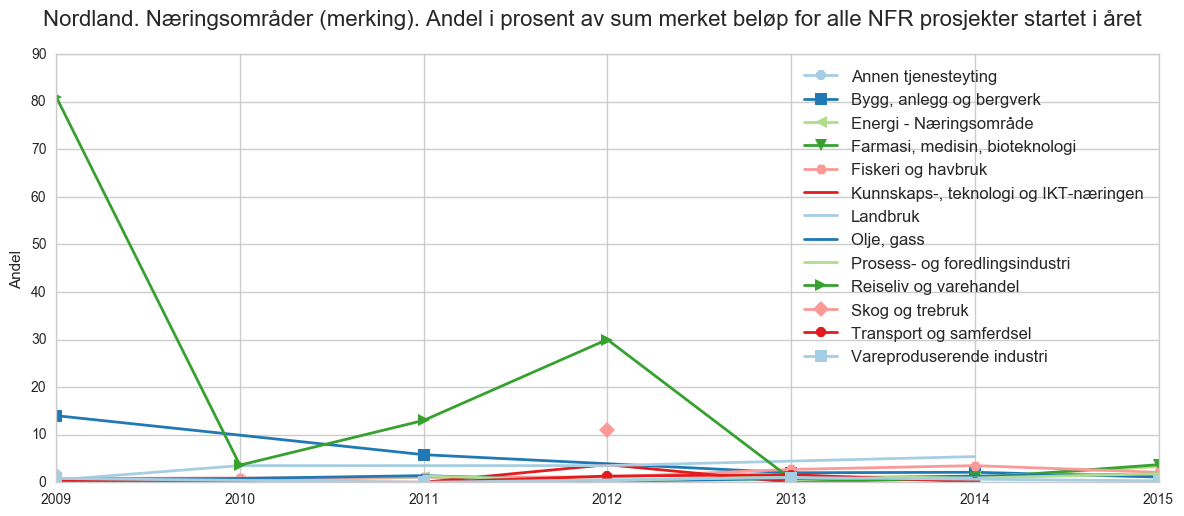 Nordland. Næringsområder (merking). Andel i prosent av sum merket beløp for alle NFR prosjekter startet i året
90
80
70
60
50
40
30
20
10
0
Andel
Annen tjenesteyting
Bygg, anlegg og bergverk
Energi - Næringsområde
Farmasi, medisin, bioteknologi
Fiskeri og havbruk
Kunnskaps-, teknologi og IKT-næringen
Landbruk
Olje, gass
Prosess- og foredlingsindustri
Reiseliv og varehandel
Skog og trebruk
Transport og samferdsel
Vareproduserende industri
2009 2010 2011 2012 2013 2014 2015